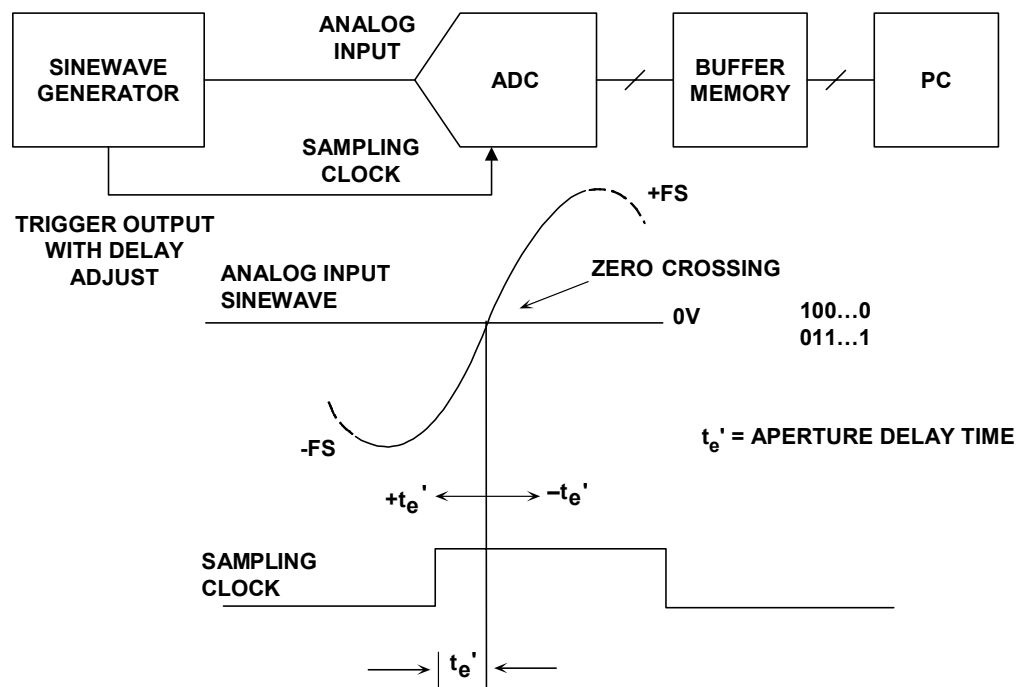 ANALOG
INPUT
SINEWAVE
GENERATOR
ADC
BUFFER
MEMORY
PC
SAMPLING
CLOCK
TRIGGER OUTPUT
WITH DELAY
ADJUST
+FS
ANALOG INPUT
SINEWAVE
ZERO CROSSING
0V
100…0
011…1
-FS
te' = APERTURE DELAY TIME
+te'
–te'
SAMPLING
CLOCK
te'